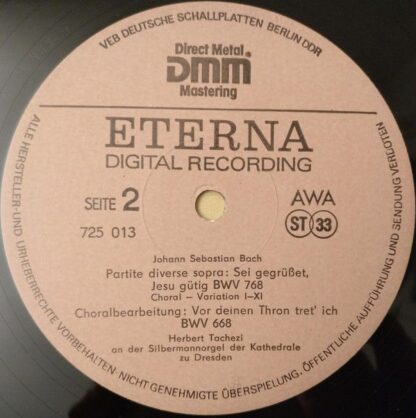 VEB DEUTSCHE SCHALLPLATTEN BERLIN DDR
Direct Metal
DMM
Mastering
ETERNA
DIGITAL RECORDING
SEITE 2
AWA
725 013
ST 33
Johann Sebastian Bach
Partite diverse sopra: Sei gegrüßet,
Jesu gütig BWV 768
Choral – Variation I–XI
Choralbearbeitung: Vor deinen Thron tret' ich
BWV 668
Herbert Tachezi
an der Silbermannorgel der Kathedrale
zu Dresden
ALLE HERSTELLER- UND URHEBERRECHTE VORBEHALTEN NICHT GENEHMIGTE ÜBERSPIELUNG, ÖFFENTLICHE AUFFÜHRUNG UND SENDUNG VERBOTEN